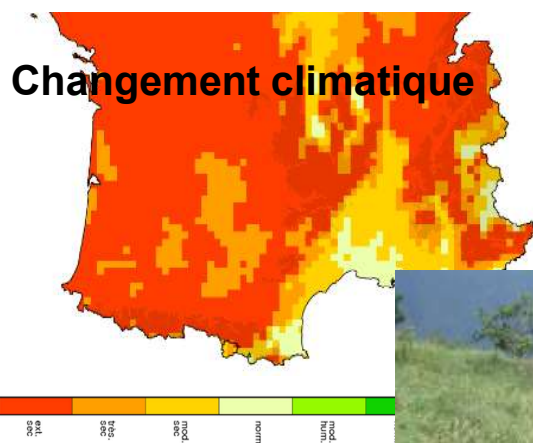 Changement climatique
ext.
sec
très.
sec
mod.
sec
norm
mod.
hum.